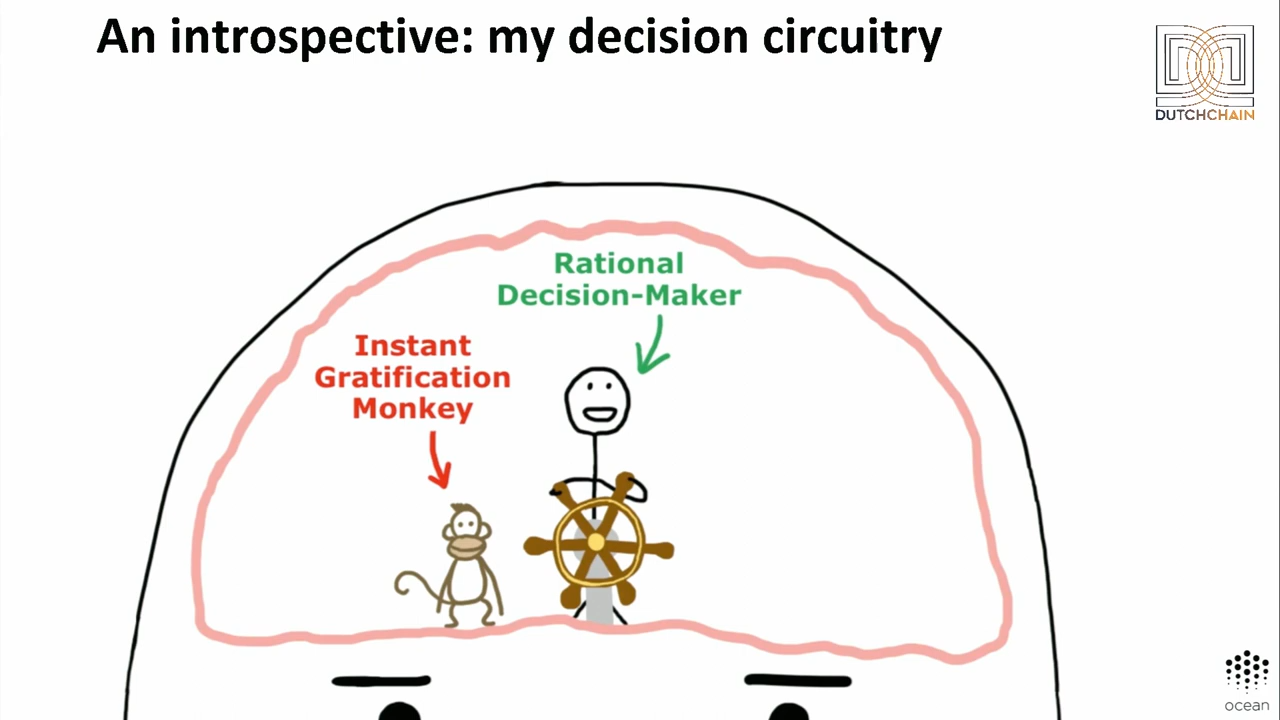 An introspective: my decision circuitry
DUTCHCHAIN
Rational
Decision-Maker
Instant
Gratification
Monkey
ocean